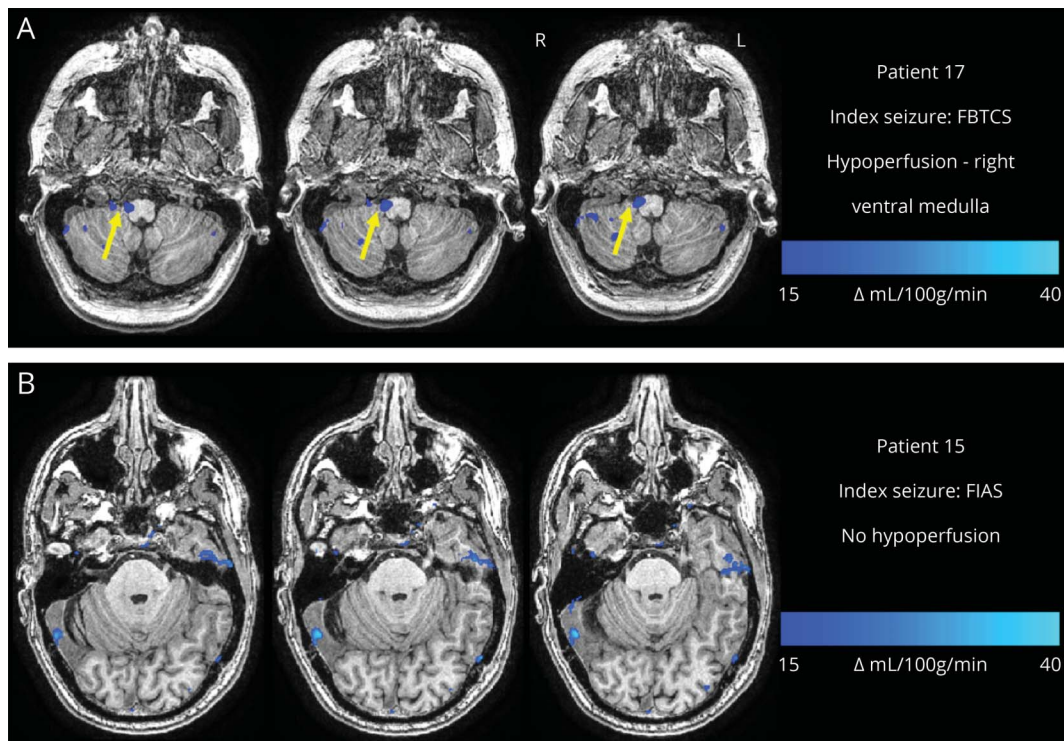 A
R
L
Patient 17
Index seizure: FBTCS
Hypoperfusion - right
ventral medulla
15 Δ mL/100g/min 40
B
Patient 15
Index seizure: FIAS
No hypoperfusion
15 Δ mL/100g/min 40